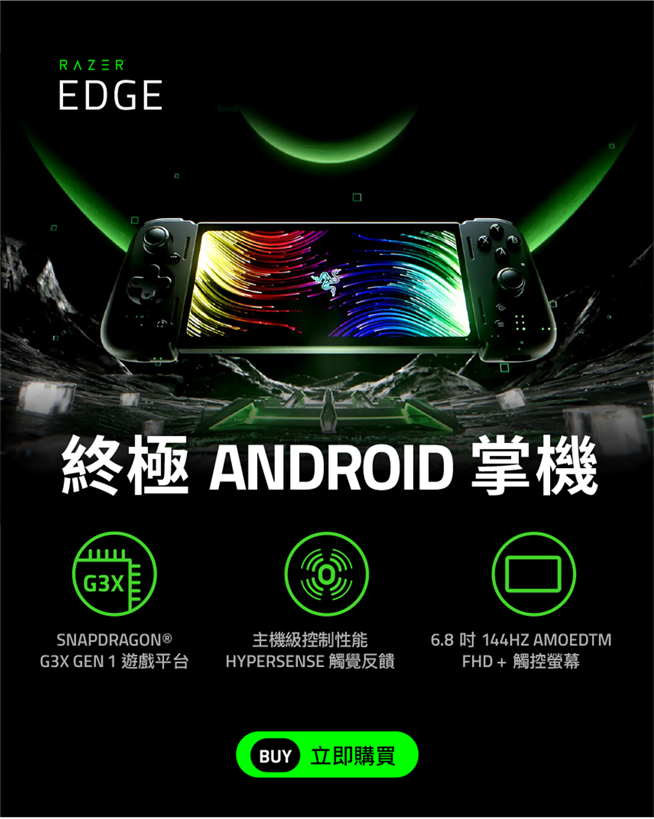 RAZER
EDGE
終極 ANDROID 掌機
G3X
SNAPDRAGON®
G3X GEN 1 遊戲平台
主機級控制性能
HYPERSENSE 觸覺反饋
6.8 吋 144HZ AMOEDTM
FHD + 觸控螢幕
BUY 立即購買